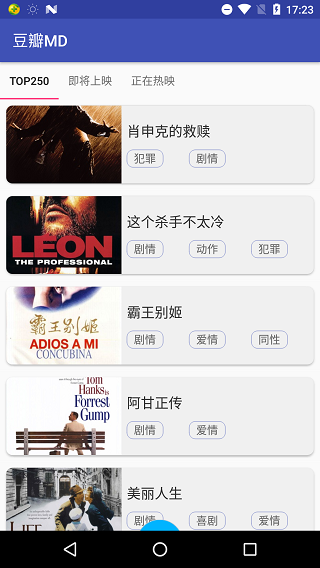 17:23
豆瓣MD
TOP250
即将上映
正在热映
肖申克的救赎
犯罪
剧情
LEON
THE PROFESSIONAL
这个杀手不太冷
剧情
动作
犯罪
霸王别姬
ADIOS A MI
CONCUBINA
霸王别姬
剧情
爱情
同性
Tom
Hanks is
Forrest
Gump
阿甘正传
剧情
爱情
LIFE
美丽人生
剧情
喜剧
爱情